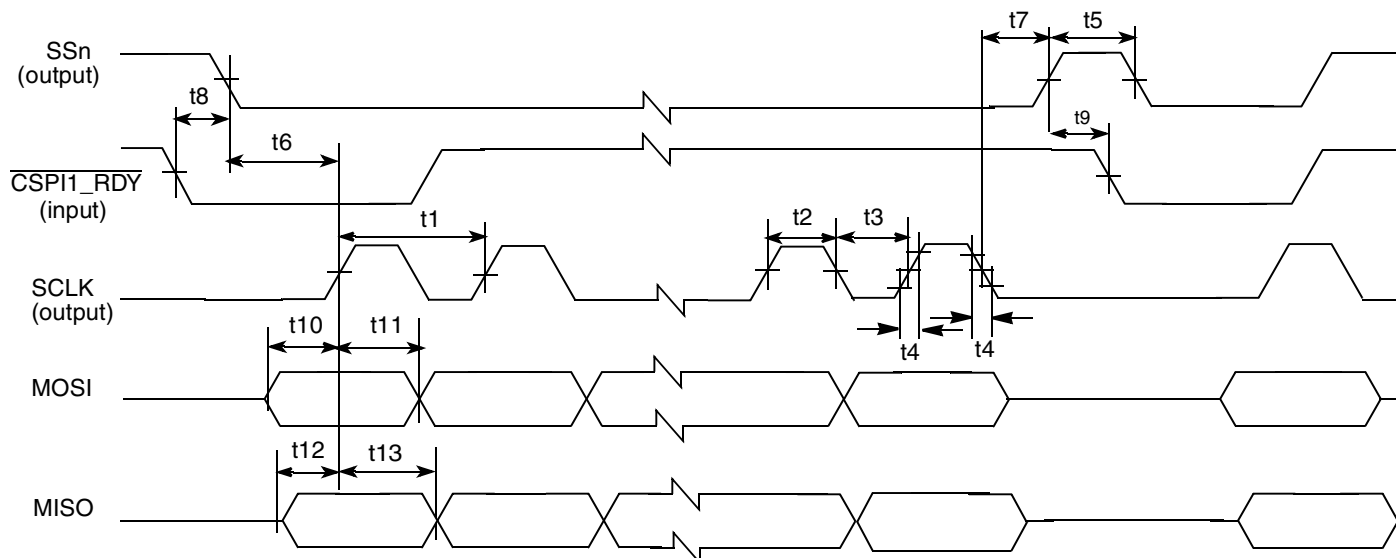 t7
t5
SSn
(output)
t8
t9
t6
CSPI1_RDY
(input)
t1
t2
t3
SCLK
(output)
t10
t11
t4
t4
MOSI
t12
t13
MISO